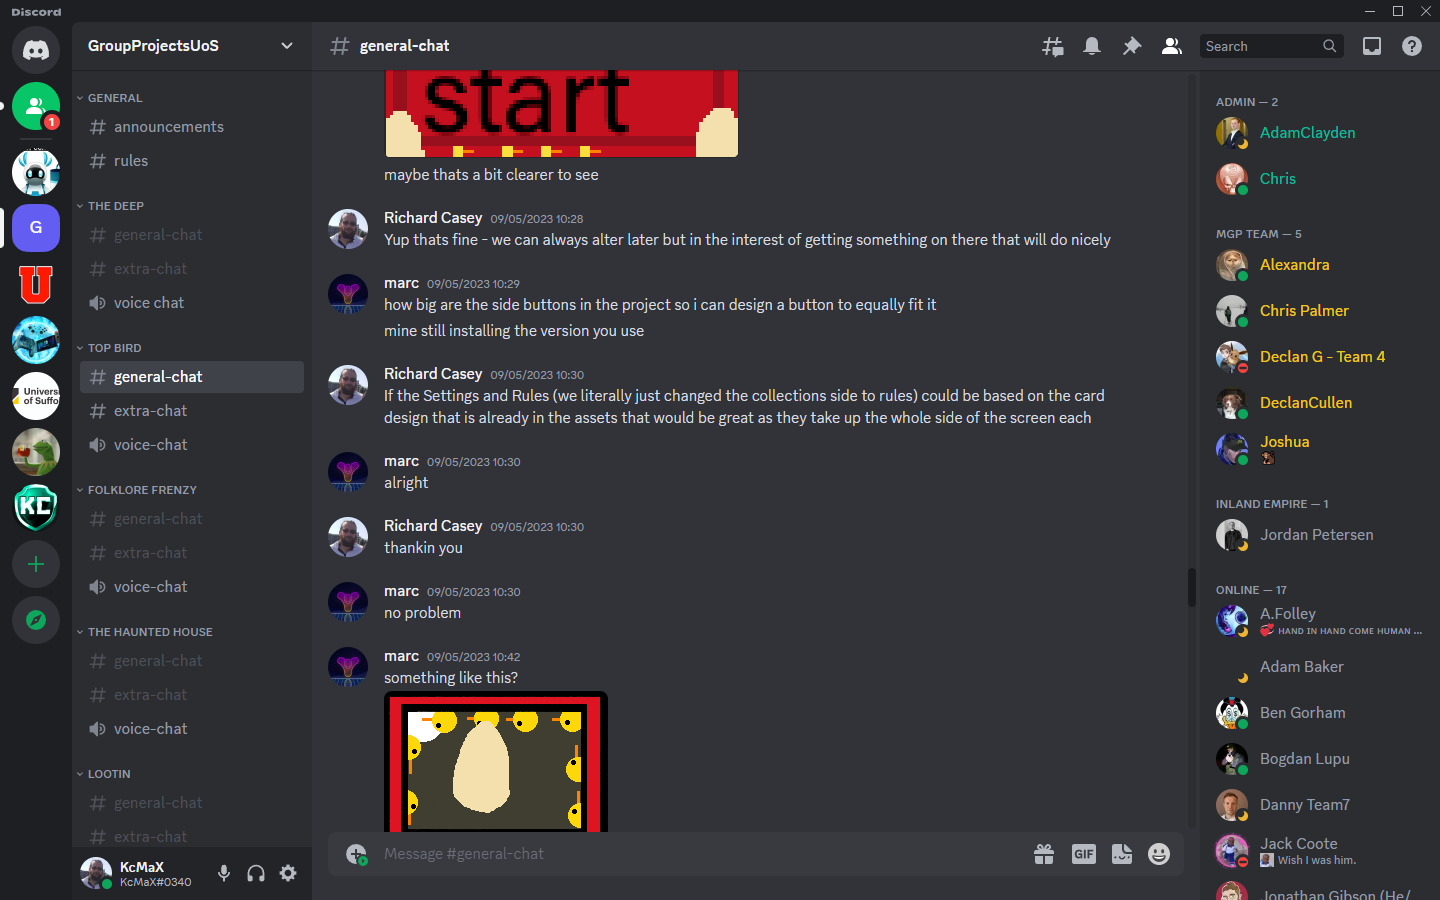 Discord
GroupProjectsUoS
general-chat
Search
GENERAL
announcements
rules
THE DEEP
general-chat
extra-chat
voice chat
TOP BIRD
general-chat
extra-chat
voice-chat
FOLKLORE FRENZY
general-chat
extra-chat
voice-chat
THE HAUNTED HOUSE
general-chat
extra-chat
voice-chat
LOOTIN
general-chat
extra-chat
KcMaX
KcMaX#0340
1
G
U
Univers
of Suffo
KC
start
maybe thats a bit clearer to see
Richard Casey 09/05/2023 10:28
Yup thats fine - we can always alter later but in the interest of getting something on there that will do nicely
marc 09/05/2023 10:29
how big are the side buttons in the project so i can design a button to equally fit it
mine still installing the version you use
Richard Casey 09/05/2023 10:30
If the Settings and Rules (we literally just changed the collections side to rules) could be based on the card
design that is already in the assets that would be great as they take up the whole side of the screen each
marc 09/05/2023 10:30
alright
Richard Casey 09/05/2023 10:30
thankin you
marc 09/05/2023 10:30
no problem
marc 09/05/2023 10:42
something like this?
Message #general-chat
GIF
ADMIN — 2
AdamClayden
Chris
MGP TEAM — 5
Alexandra
Chris Palmer
Declan G - Team 4
DeclanCullen
Joshua
INLAND EMPIRE — 1
Jordan Petersen
ONLINE — 17
A.Folley
HAND IN HAND COME HUMAN ...
Adam Baker
Ben Gorham
Bogdan Lupu
Danny Team7
Jack Coote
Wish I was him.
Jonathan Gibson (He/